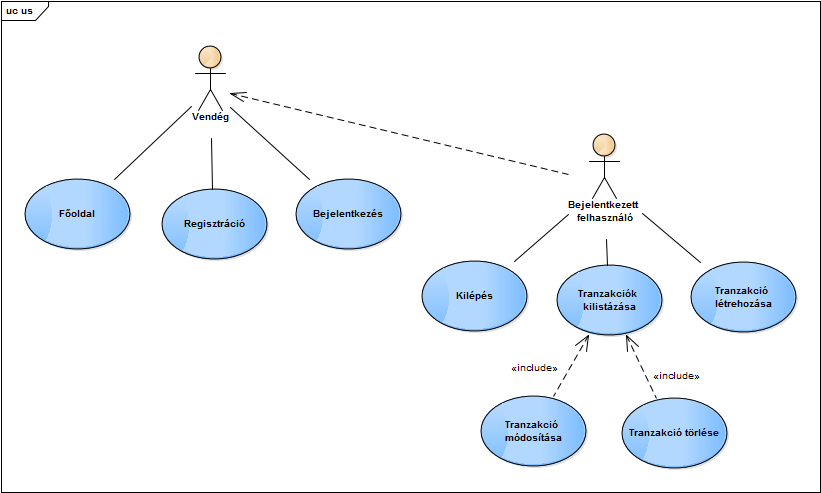 uc us
Vendég
Főoldal
Regisztráció
Bejelentkezés
Bejelentkezett
felhasználó
Kilépés
Tranzakciók
kilistázása
Tranzakció
létrehozása
«include»
«include»
Tranzakció
módosítása
Tranzakció törlése